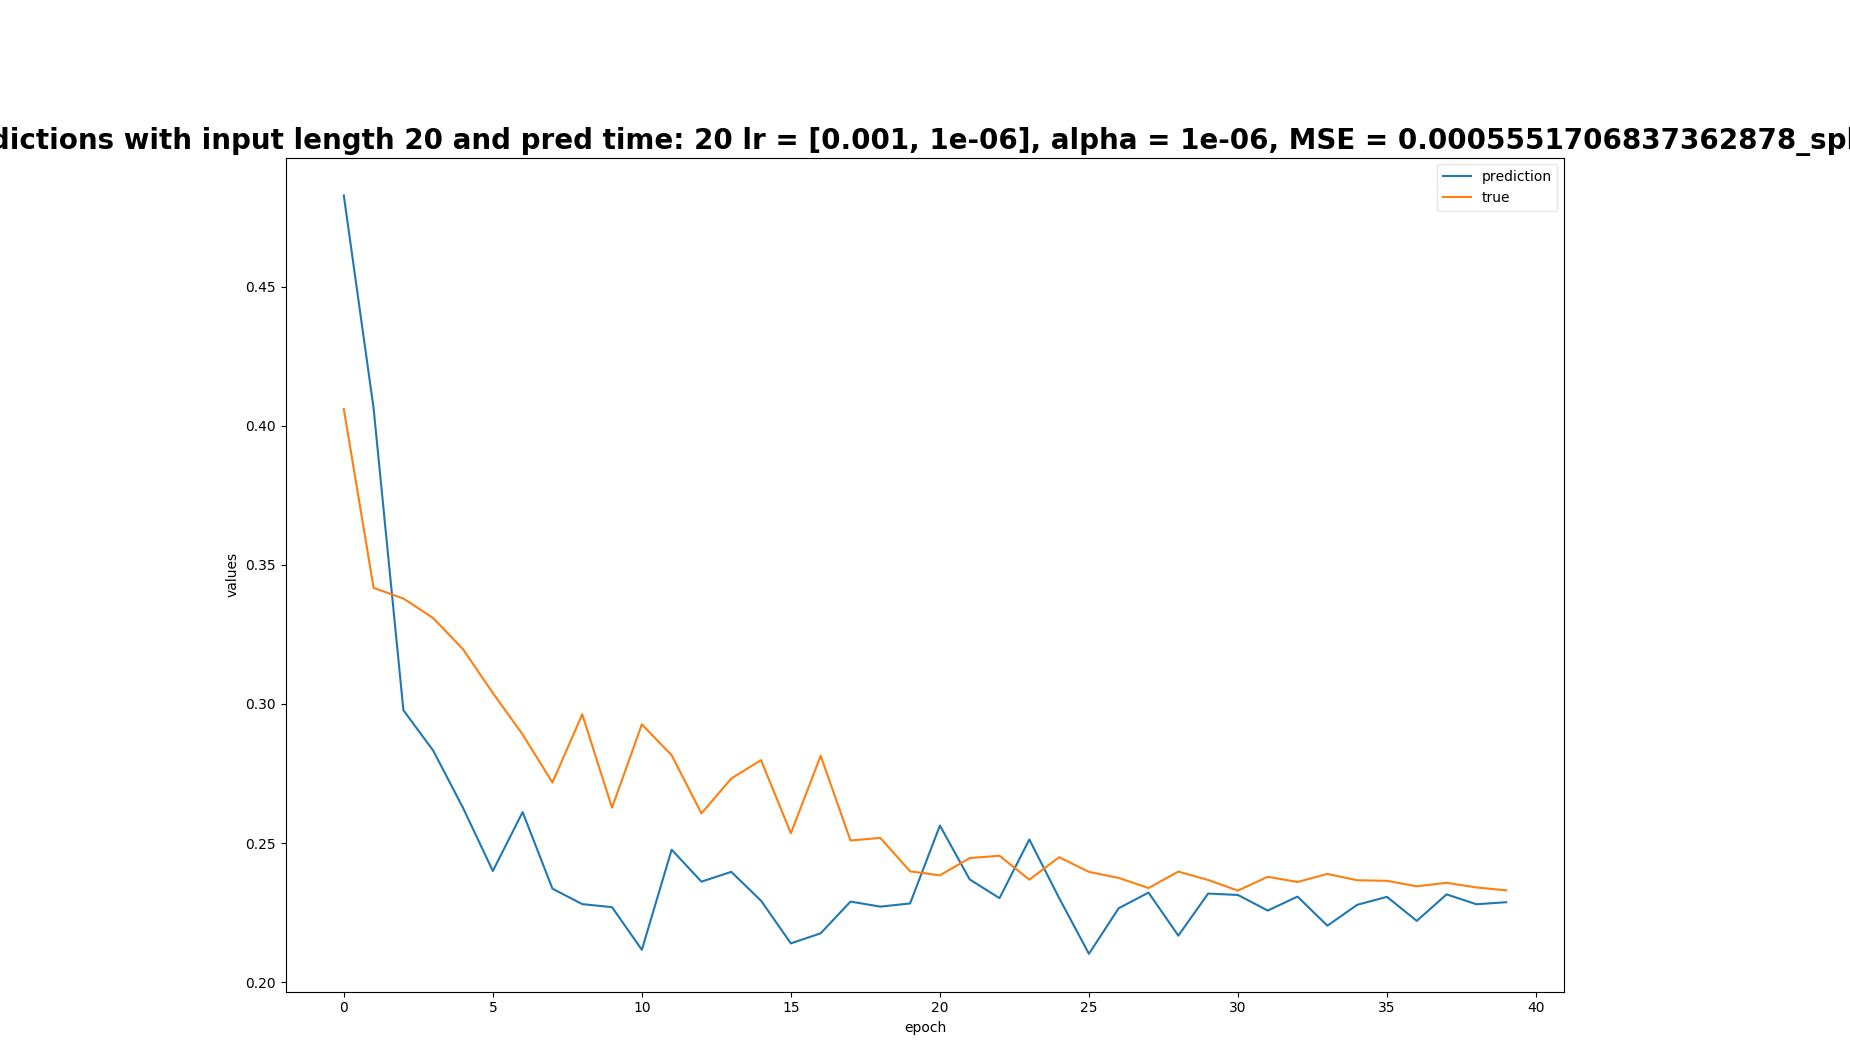 dictions with input length 20 and pred time: 20 lr = [0.001, 1e-06], alpha = 1e-06, MSE = 0.0005551706837362878_spl
prediction
true
0.45
0.40
0.35
0.30
0.25
0.20
values
0 5 10 15 20 25 30 35 40
epoch